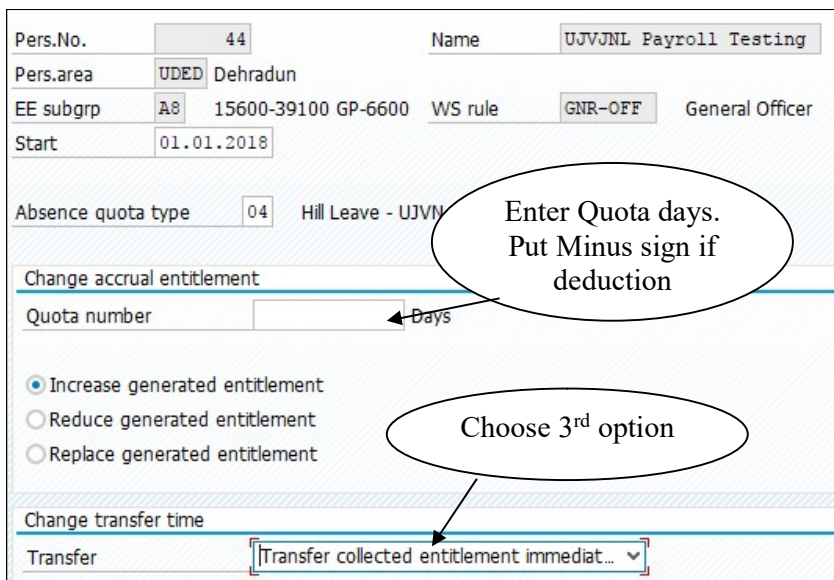 Pers.No. 44 Name UJVJNL Payroll Testing
Pers.area UDED Dehradun
EE subgrp A8 15600-39100 GP-6600 WS rule GNR-OFF General Officer
Start 01.01.2018
Absence quota type 04 Hill Leave - UJVN
Enter Quota days.
Put Minus sign if
deduction
Change accrual entitlement
Quota number Days
Increase generated entitlement
Reduce generated entitlement
Replace generated entitlement
Choose 3rd option
Change transfer time
Transfer Transfer collected entitlement immediat...